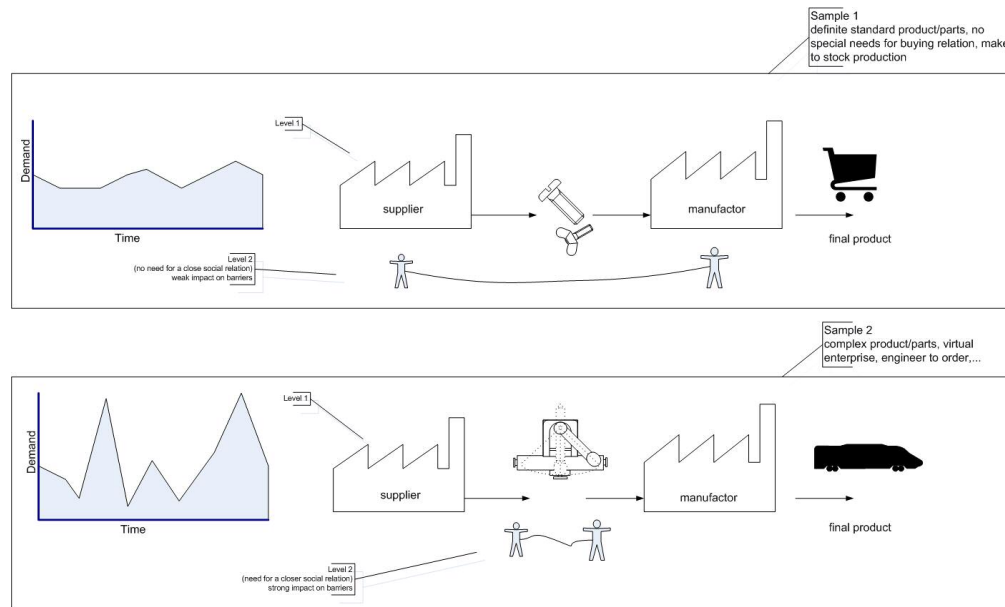 Sample 1
definite standard product/parts, no
special needs for buying relation, make
to stock production
Level 1
Demand
supplier
manufactor
Time
final product
Level 2
(no need for a close social relation)
weak impact on barriers
Sample 2
complex product/parts, virtual
enterprise, engineer to order,...
Level 1
Demand
supplier
manufactor
Time
final product
Level 2
(need for a closer social relation)
strong impact on barriers